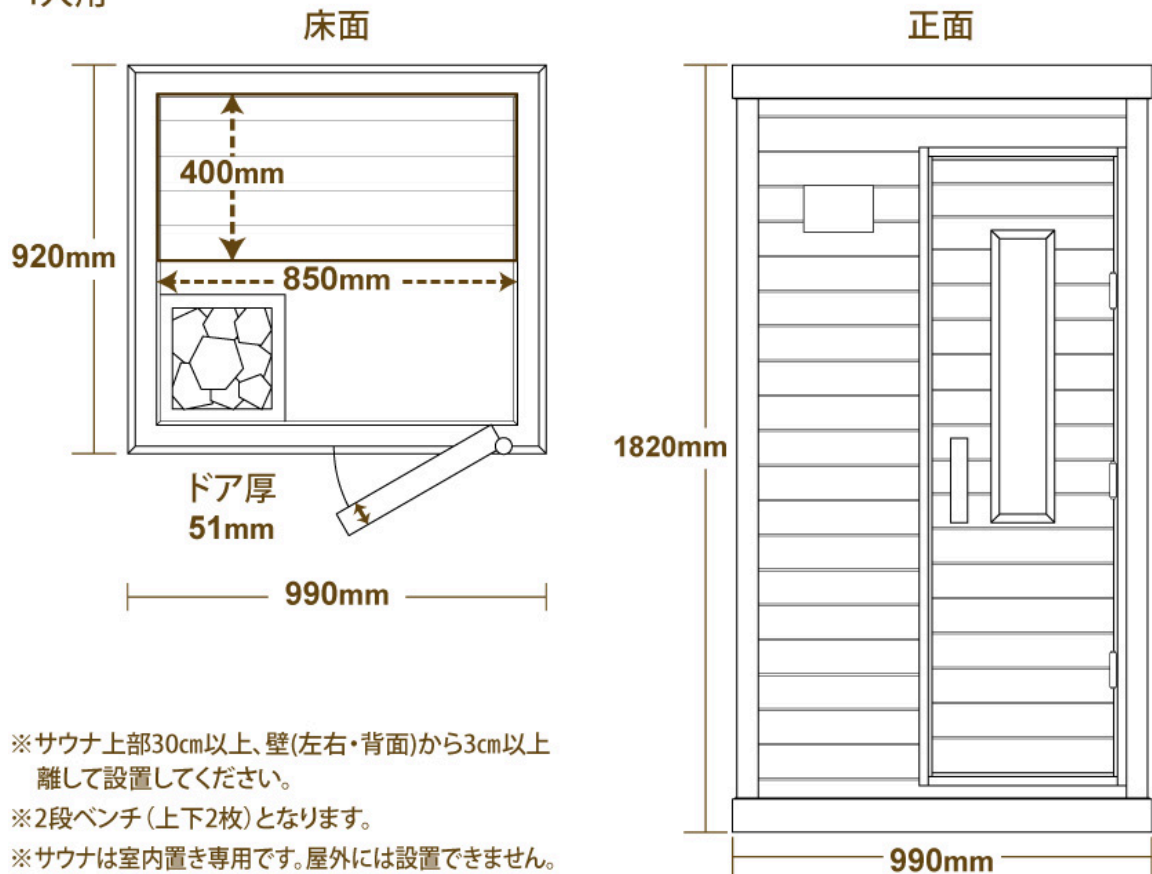 人用
床面
正面
400mm
920mm
850mm
1820mm
ドア厚
51mm
990mm
※サウナ上部30㎝以上、壁(左右・背面)から3㎝以上
離して設置してください。
※2段ベンチ（上下2枚）となります。
※サウナは室内置き専用です。屋外には設置できません。
990mm